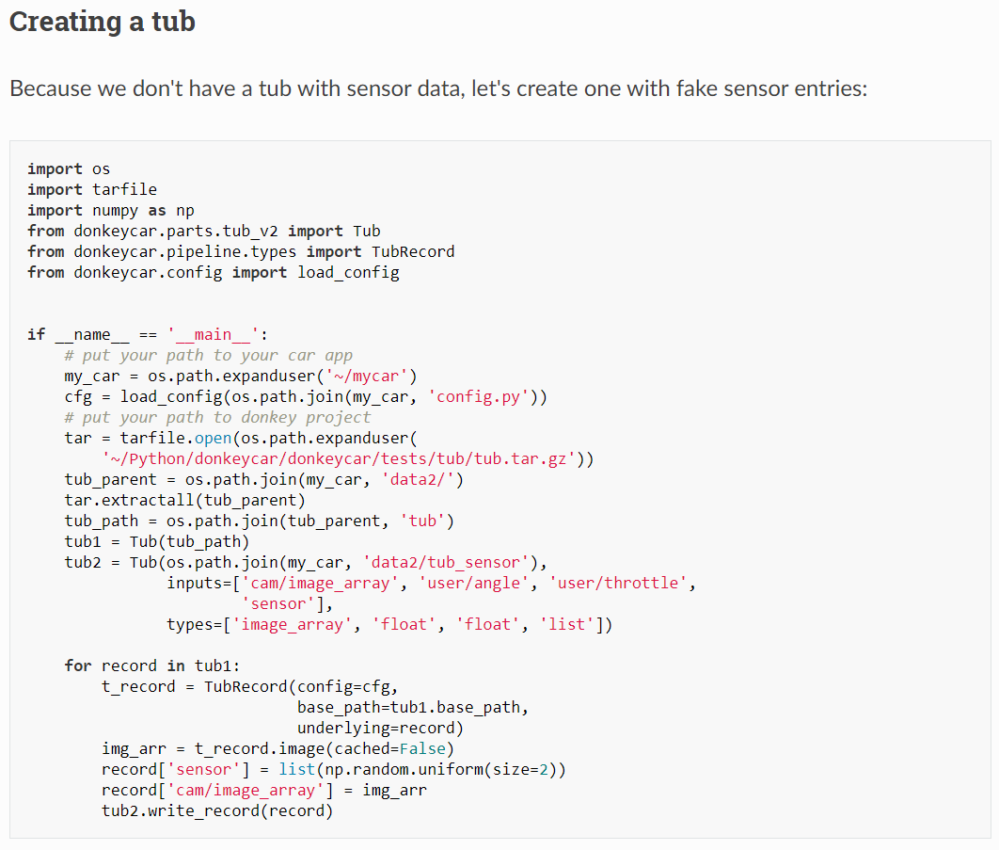 Creating a tub
Because we don't have a tub with sensor data, let's create one with fake sensor entries:
import os
import tarfile
import numpy as np
from donkeycar.parts.tub_v2 import Tub
from donkeycar.pipeline.types import TubRecord
from donkeycar.config import load_config
if __name__ == '__main__':
    # put your path to your car app
    my_car = os.path.expanduser('~/mycar')
    cfg = load_config(os.path.join(my_car, 'config.py'))
    # put your path to donkey project
    tar = tarfile.open(os.path.expanduser(
        '~/Python/donkeycar/donkeycar/tests/tub/tub.tar.gz'))
    tub_parent = os.path.join(my_car, 'data2/')
    tar.extractall(tub_parent)
    tub_path = os.path.join(tub_parent, 'tub')
    tub1 = Tub(tub_path)
    tub2 = Tub(os.path.join(my_car, 'data2/tub_sensor'),
               inputs=['cam/image_array', 'user/angle', 'user/throttle',
                       'sensor'],
               types=['image_array', 'float', 'float', 'list'])
    for record in tub1:
        t_record = TubRecord(config=cfg,
                             base_path=tub1.base_path,
                             underlying=record)
        img_arr = t_record.image(cached=False)
        record['sensor'] = list(np.random.uniform(size=2))
        record['cam/image_array'] = img_arr
        tub2.write_record(record)